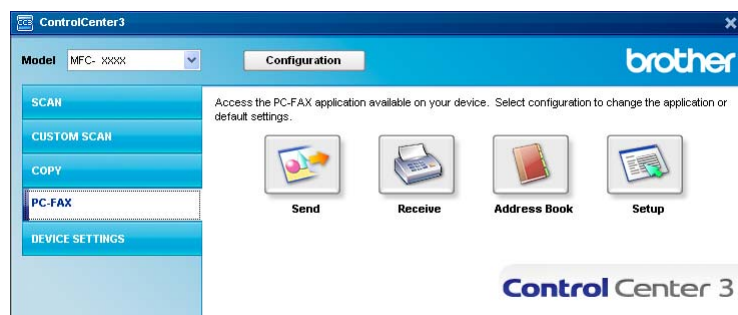 ControlCenter3
Model MFC- XXXX Configuration brother
SCAN
CUSTOM SCAN
COPY
PC-FAX
DEVICE SETTINGS
Access the PC-FAX application available on your device. Select configuration to change the application or
default settings.
Send Receive Address Book Setup
Control Center 3